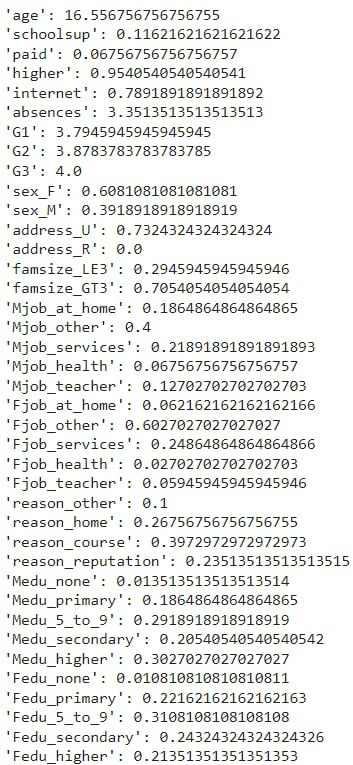 'age': 16.556756756756755
'schoolsup': 0.11621621621621622
'paid': 0.06756756756756757
'higher': 0.9540540540540541
'internet': 0.7891891891891892
'absences': 3.3513513513513513
'G1': 3.7945945945945945
'G2': 3.8783783783783785
'G3': 4.0
'sex_F': 0.6081081081081081
'sex_M': 0.3918918918918919
'address_U': 0.7324324324324324
'address_R': 0.0
'famsize_LE3': 0.2945945945945946
'famsize_GT3': 0.7054054054054054
'Mjob_at_home': 0.1864864864864865
'Mjob_other': 0.4
'Mjob_services': 0.21891891891891893
'Mjob_health': 0.06756756756756757
'Mjob_teacher': 0.12702702702702703
'Fjob_at_home': 0.062162162162162166
'Fjob_other': 0.6027027027027027
'Fjob_services': 0.24864864864864866
'Fjob_health': 0.02702702702702703
'Fjob_teacher': 0.05945945945945946
'reason_other': 0.1
'reason_home': 0.26756756756756755
'reason_course': 0.3972972972972973
'reason_reputation': 0.23513513513513515
'Medu_none': 0.013513513513513514
'Medu_primary': 0.1864864864864865
'Medu_5_to_9': 0.2918918918918919
'Medu_secondary': 0.20540540540540542
'Medu_higher': 0.3027027027027027
'Fedu_none': 0.010810810810810811
'Fedu_primary': 0.22162162162162163
'Fedu_5_to_9': 0.3108108108108108
'Fedu_secondary': 0.24324324324324326
'Fedu_higher': 0.21351351351351353